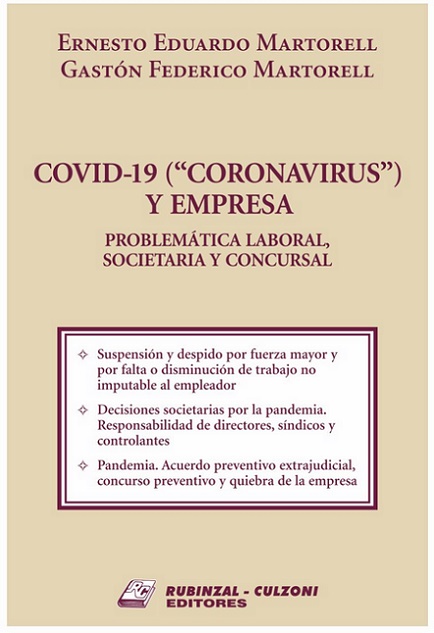 ERNESTO EDUARDO MARTORELL
GASTÓN FEDERICO MARTORELL
COVID-19 (“CORONAVIRUS”)
Y EMPRESA
PROBLEMÁTICA LABORAL,
SOCIETARIA Y CONCURSAL
Suspensión y despido por fuerza mayor y
por falta o disminución de trabajo no
imputable al empleador
Decisiones societarias por la pandemia.
Responsabilidad de directores, síndicos y
controlantes
Pandemia. Acuerdo preventivo extrajudicial,
concurso preventivo y quiebra de la empresa
RC
RUBINZAL - CULZONI
EDITORES